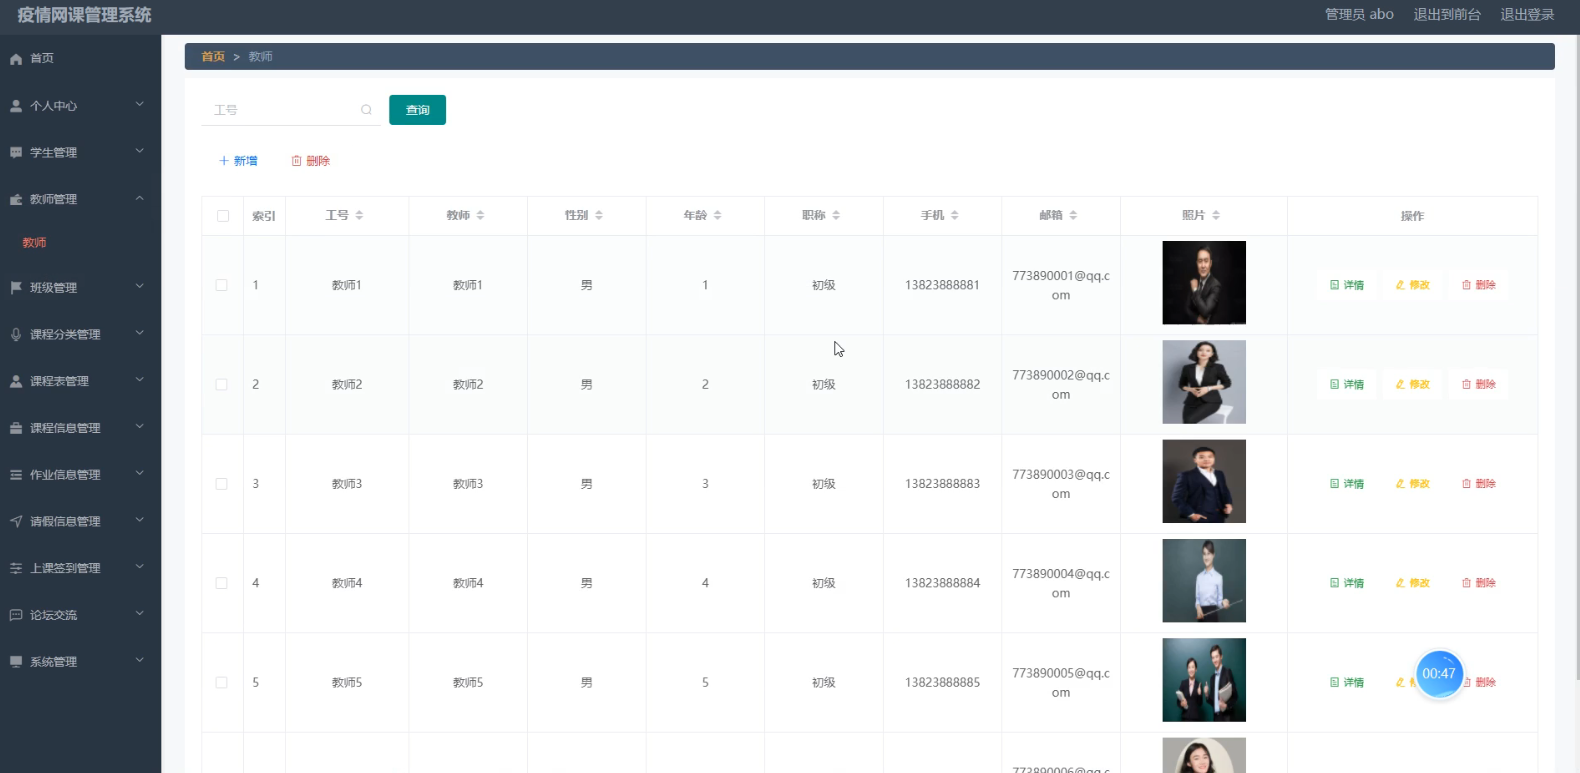 疫情网课管理系统
管理员 abo 退出到前台 退出登录
首页
个人中心
学生管理
教师管理
教师
班级管理
课程分类管理
课程表管理
课程信息管理
作业信息管理
请假信息管理
上课签到管理
论坛交流
系统管理
首页 > 教师
工号 查询
新增 删除
索引 工号 教师 性别 年龄 职称 手机 邮箱 照片 操作
1 教师1 教师1 男 1 初级 13823888881 773890001@qq.c
om
详情 修改 删除
2 教师2 教师2 男 2 初级 13823888882 773890002@qq.c
om
详情 修改 删除
3 教师3 教师3 男 3 初级 13823888883 773890003@qq.c
om
详情 修改 删除
4 教师4 教师4 男 4 初级 13823888884 773890004@qq.c
om
详情 修改 删除
5 教师5 教师5 男 5 初级 13823888885 773890005@qq.c
om
详情 00:47 删除
773890006@qq.c